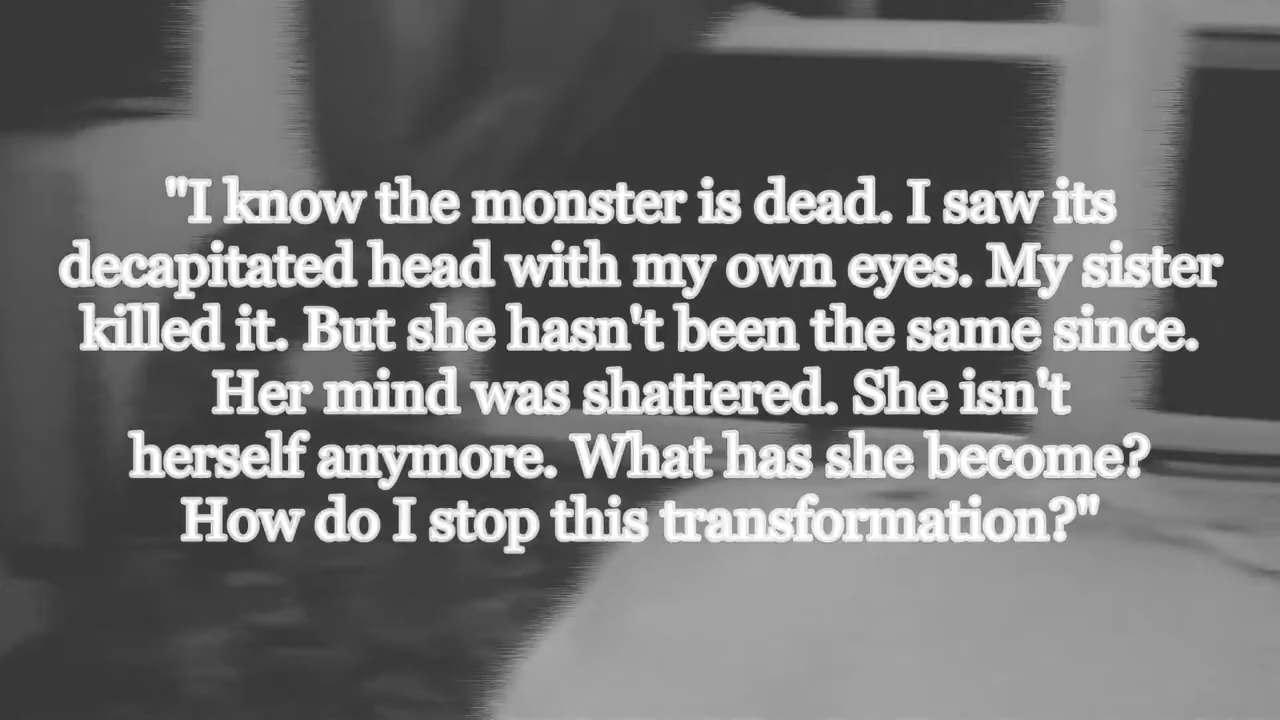 "I know the monster is dead. I saw its
decapitated head with my own eyes. My sister
killed it. But she hasn't been the same since.
Her mind was shattered. She isn't
herself anymore. What has she become?
How do I stop this transformation?"